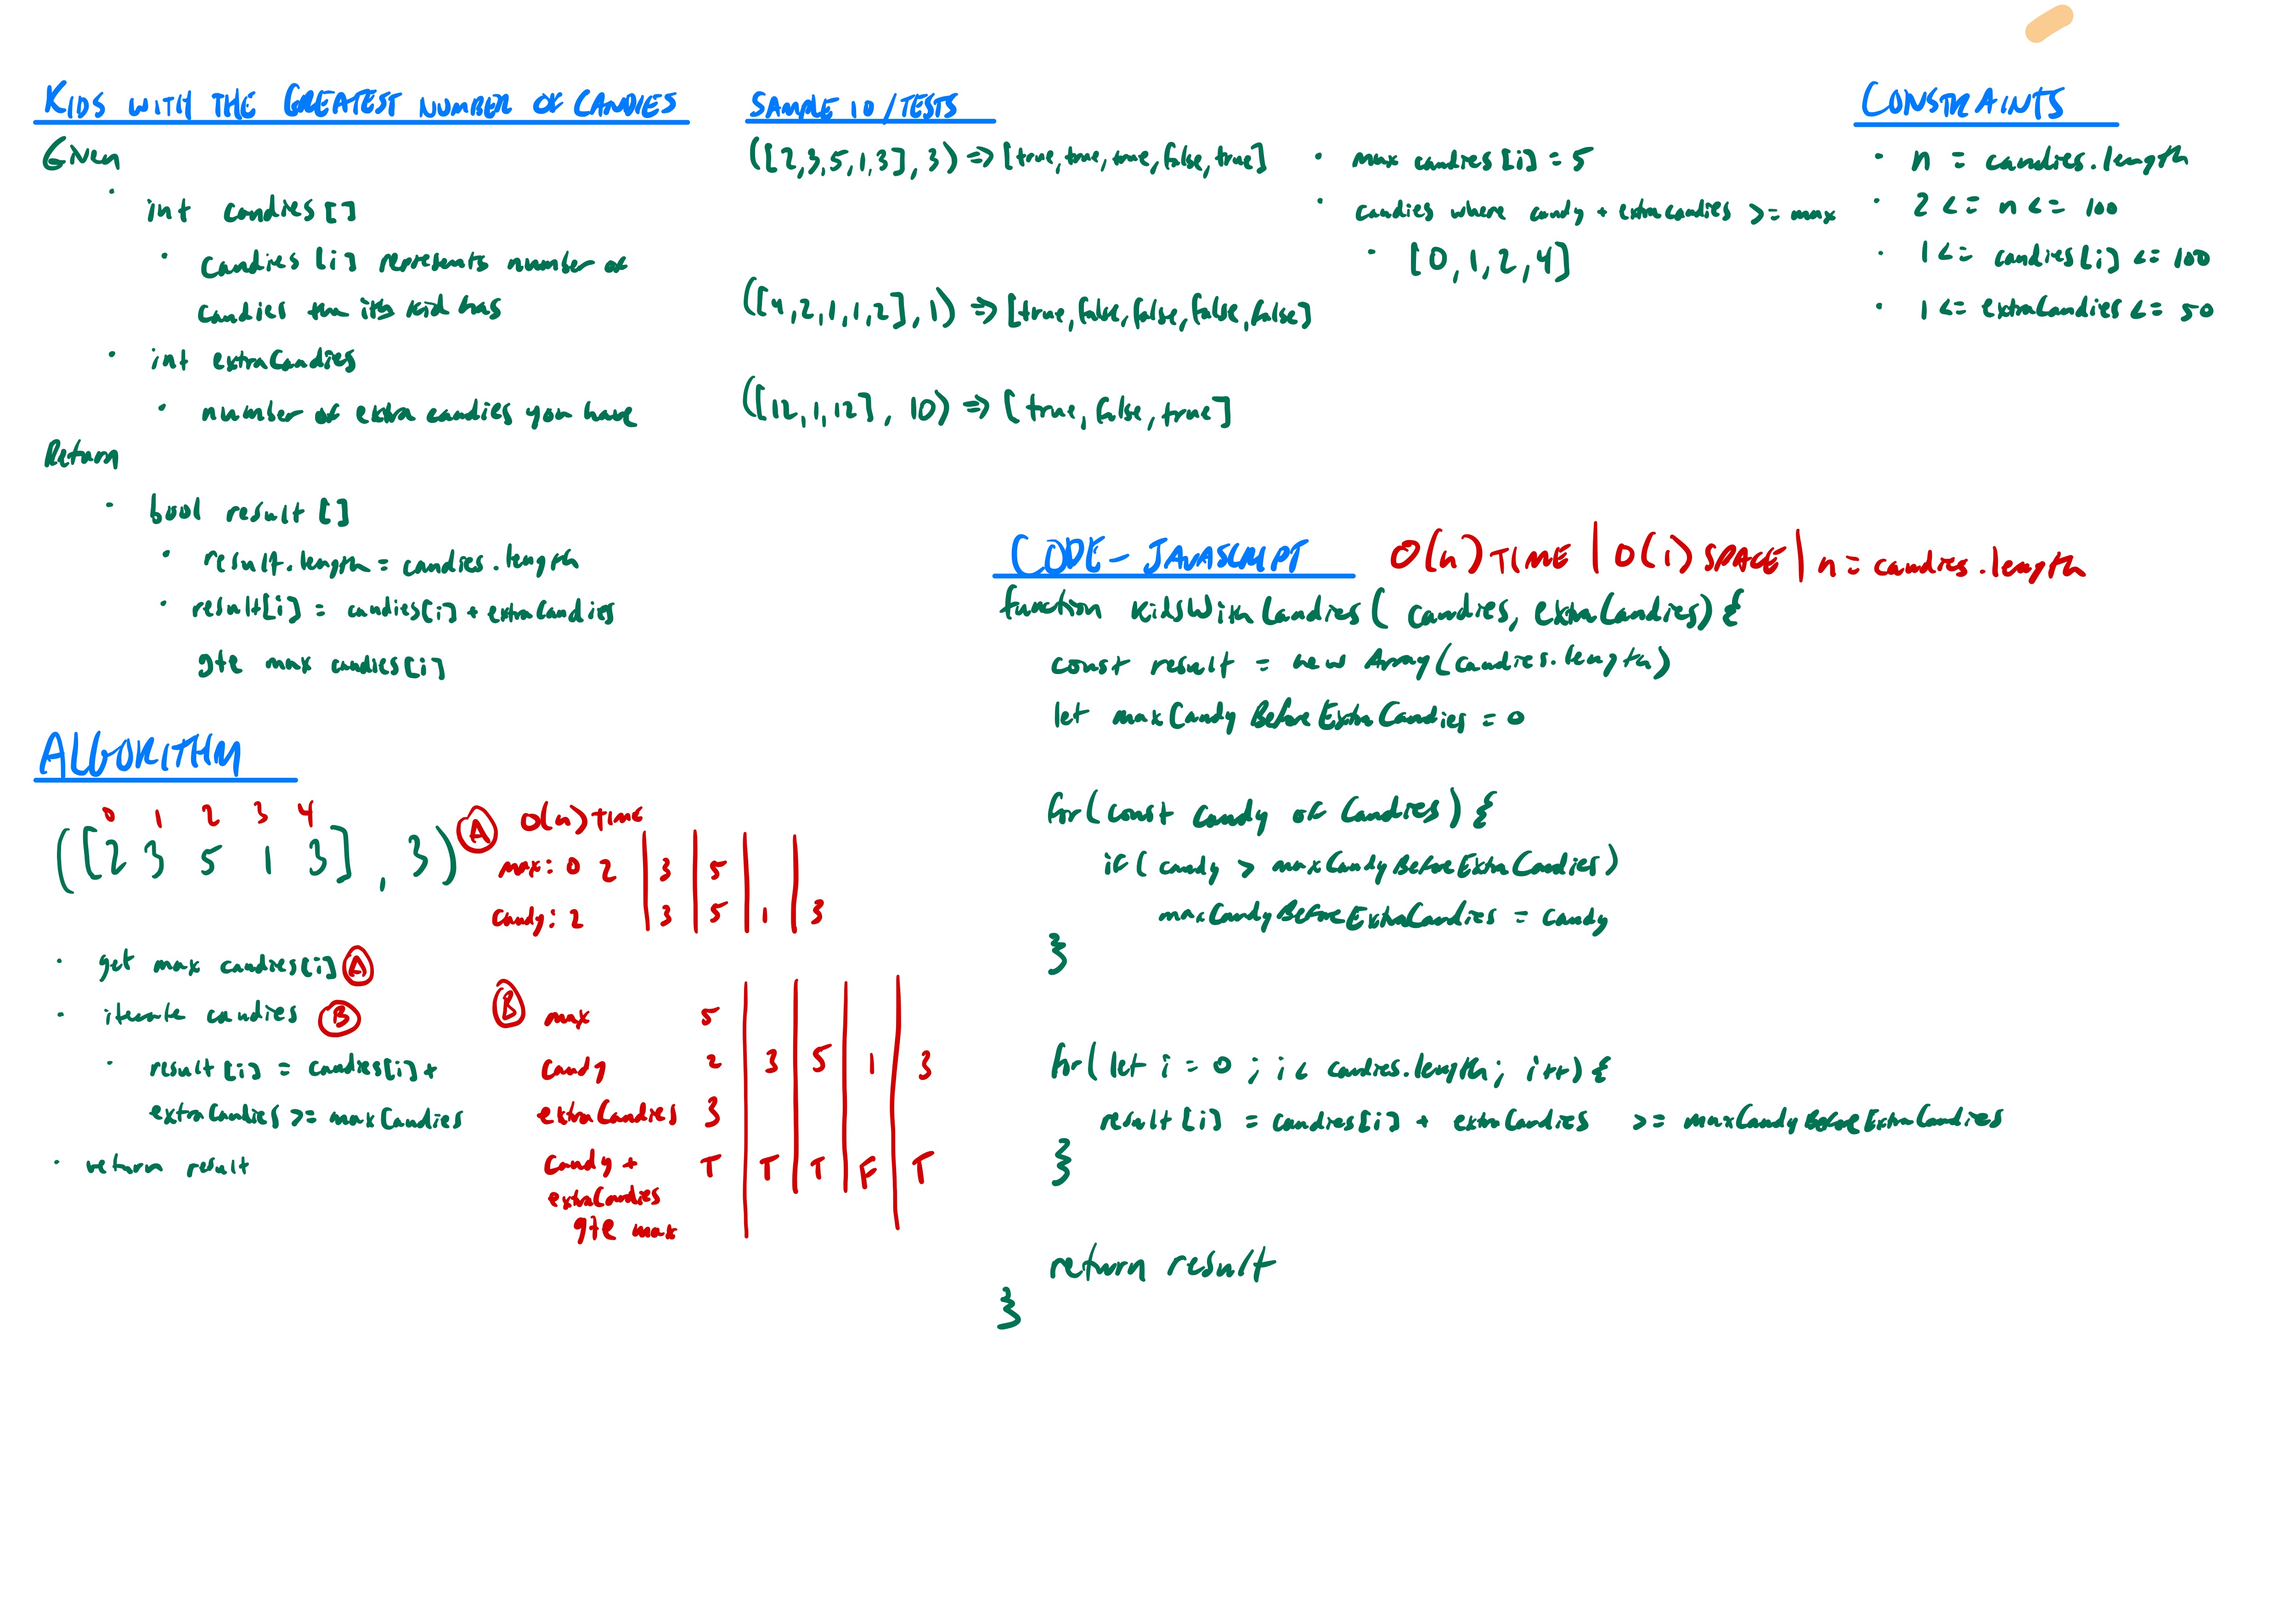 KIDS WITH THE GREATEST NUMBER OF CANDIES
Given
· int candies []
· candies [i] represents number of
candies the ith kid has
· int extraCandies
· number of extra candies you have
Return
· bool result []
· result.length = candies.length
· result[i] = candies[i] + extraCandies
gte max candies[i]
SAMPLE IO/TESTS
([2,3,5,1,3], 3) => [true,true,true,false,true]
· max candies[i] = 5
· candies where candy + extraCandies >= max
· [0,1,2,4]
([4,2,1,1,2], 1) => [true,false,false,false,false]
([12,1,12], 10) => [true,false,true]
CONSTRAINTS
· n = candies.length
· 2 <= n <= 100
· 1 <= candies[i] <= 100
· 1 <= extraCandies <= 50
ALGORITHM
0 1 2 3 4
([2 3 5 1 3], 3)
· get max candies[i] A
· iterate candies B
· result [i] = candies[i] +
extraCandies >= maxCandies
· return result
A O(n) TIME
max: 0 2 | 3 | 5 | |
candy: 2 | 3 | 5 | 1 | 3
B max 5
candy 2 | 3 | 5 | 1 | 3
extraCandies 3
candy + T | T | T | F | T
extraCandies
gte max
CODE - JAVASCRIPT O(n) TIME | O(1) SPACE | n = candies.length
function kidsWithCandies( candies, extraCandies) {
const result = new Array(candies.length)
let maxCandyBeforeExtraCandies = 0
for(const candy of candies) {
if( candy > maxCandyBeforeExtraCandies)
maxCandyBeforeExtraCandies = candy
}
for( let i = 0 ; i < candies.length; i++) {
result [i] = candies[i] + extraCandies >= maxCandyBeforeExtraCandies
}
return result
}